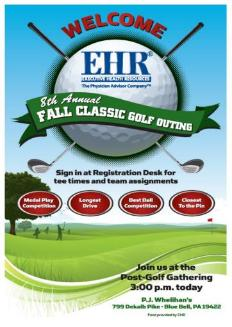 WELCOME
EHR®
EXECUTIVE HEALTH RESOURCES
The Physician Advisor Company™
8th Annual
FALL CLASSIC GOLF OUTING
Sign in at Registration Desk for
tee times and team assignments
Medal Play
Competition
Longest
Drive
Best Ball
Competition
Closest
To the Pin
Join us at the
Post-Golf Gathering
3:00 p.m. today
P.J. Whelihan's
799 Dekalb Pike - Blue Bell, PA 19422
Food provided by EHR